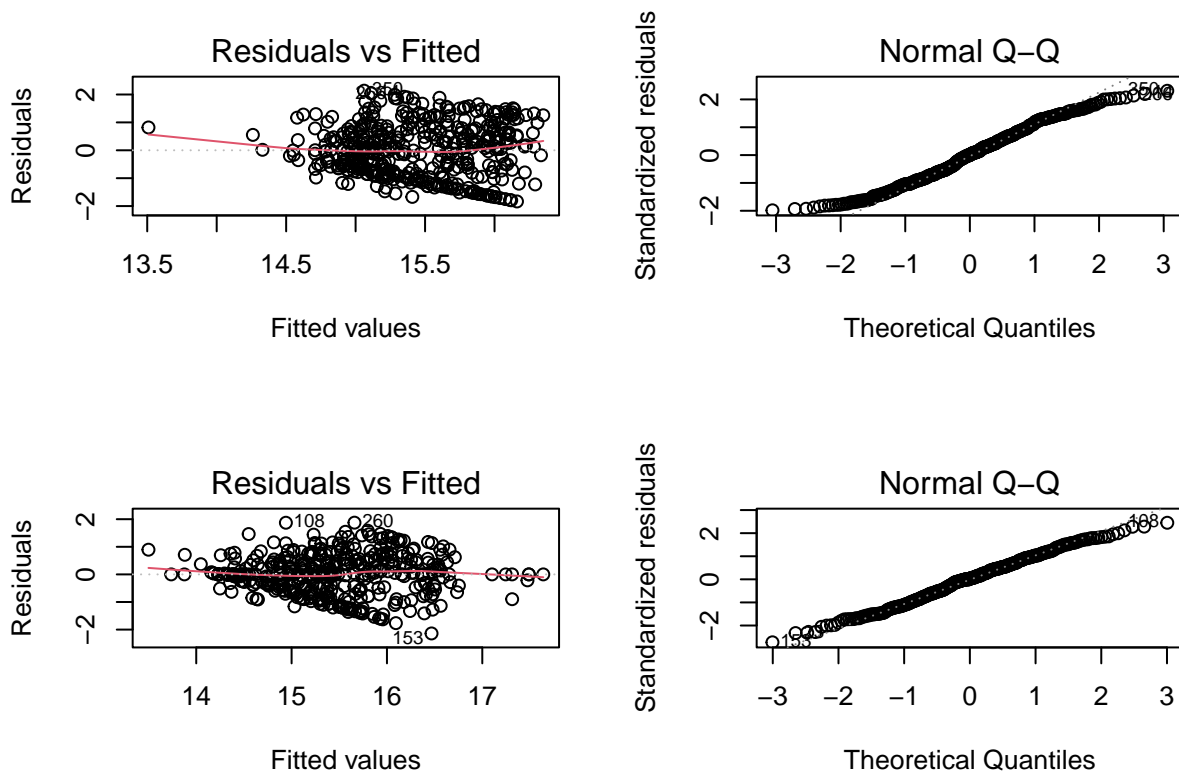 Residuals vs Fitted
Residuals
−2 0 2
350
13.5 14.5 15.5
Fitted values
Normal Q−Q
Standardized residuals
−2 0 2
−3 −2 −1 0 1 2 3
Theoretical Quantiles
Residuals vs Fitted
Residuals
−2 0 2
108
260
153
14 15 16 17
Fitted values
Normal Q−Q
Standardized residuals
−2 0 2
108
153
−3 −2 −1 0 1 2 3
Theoretical Quantiles